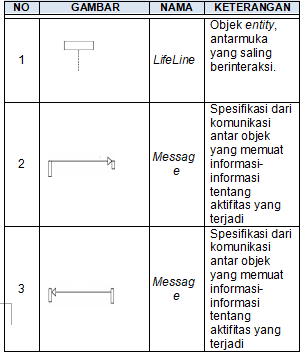 NO GAMBAR NAMA KETERANGAN
1 LifeLine Objek entity,
antarmuka
yang saling
berinteraksi.
2 Messag
e Spesifikasi dari
komunikasi
antar objek
yang memuat
informasi-
informasi
tentang
aktifitas yang
terjadi
3 Messag
e Spesifikasi dari
komunikasi
antar objek
yang memuat
informasi-
informasi
tentang
aktifitas yang
terjadi